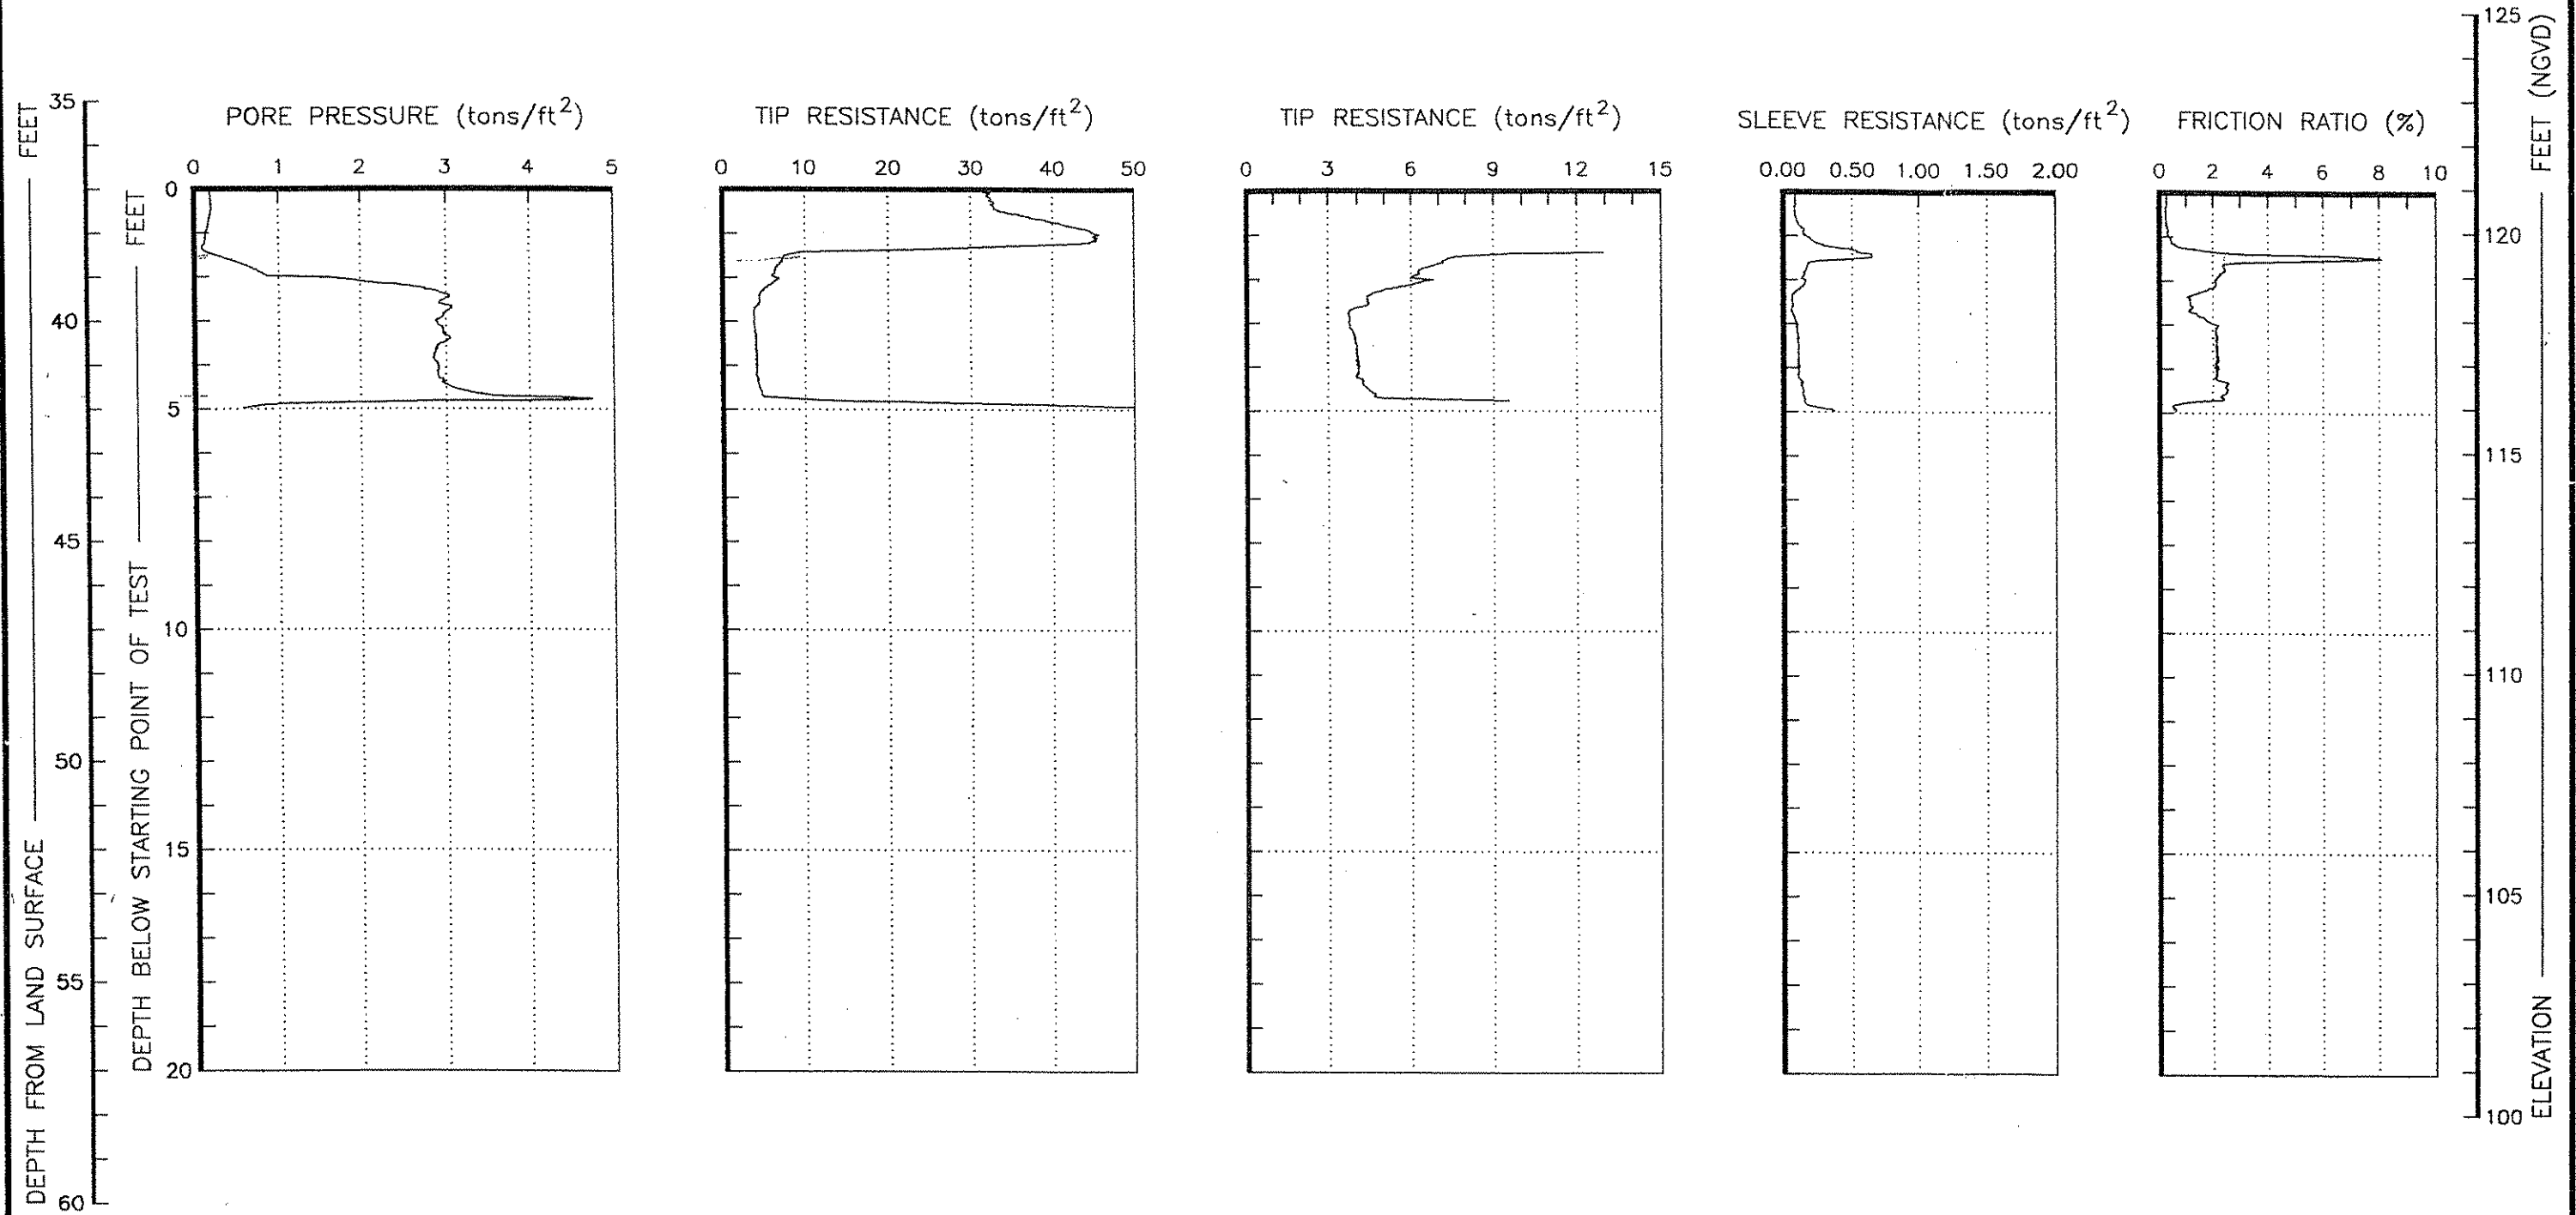 DEPTH FROM LAND SURFACE FEET
35
40
45
50
55
60
DEPTH BELOW STARTING POINT OF TEST FEET
0
5
10
15
20
PORE PRESSURE (tons/ft²)
0 1 2 3 4 5
TIP RESISTANCE (tons/ft²)
0 10 20 30 40 50
TIP RESISTANCE (tons/ft²)
0 3 6 9 12 15
SLEEVE RESISTANCE (tons/ft²)
0.00 0.50 1.00 1.50 2.00
FRICTION RATIO (%)
0 2 4 6 8 10
125
120
115
110
105
100
ELEVATION FEET (NGVD)